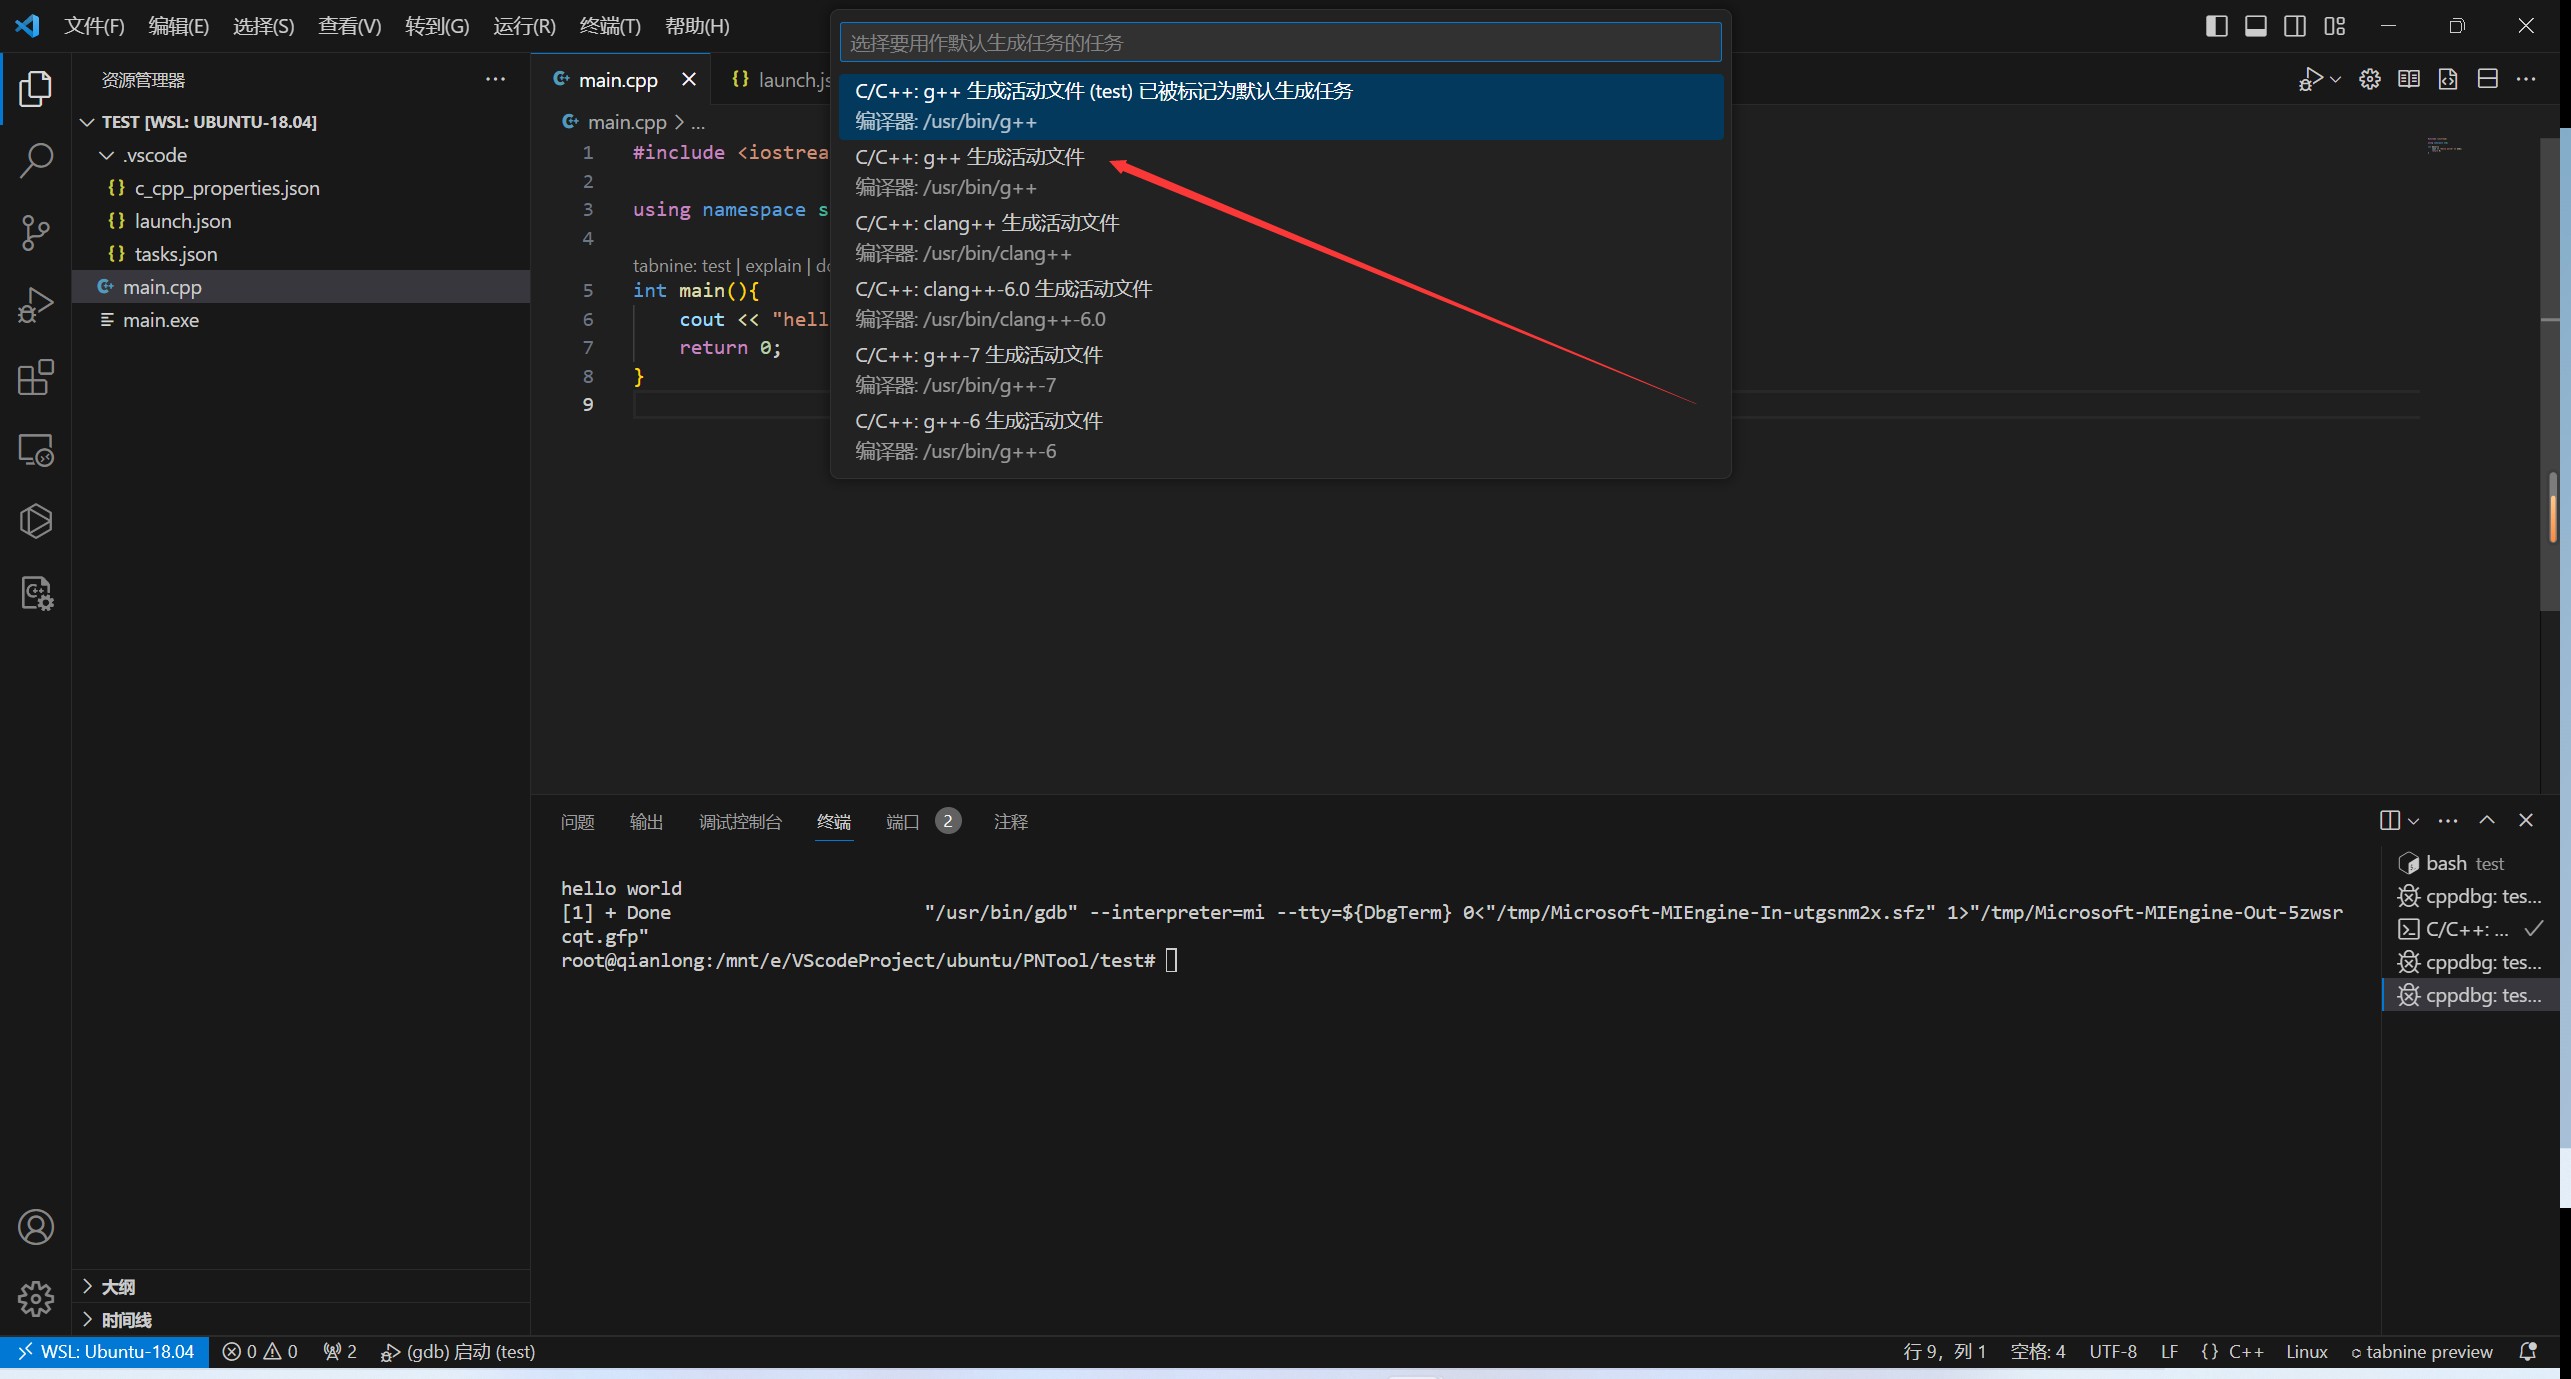 文件(F) 编辑(E) 选择(S) 查看(V) 转到(G) 运行(R) 终端(T) 帮助(H)
选择要用作默认生成任务的任务
C/C++: g++ 生成活动文件 (test) 已被标记为默认生成任务
编译器: /usr/bin/g++
C/C++: g++ 生成活动文件
编译器: /usr/bin/g++
C/C++: clang++ 生成活动文件
编译器: /usr/bin/clang++
C/C++: clang++-6.0 生成活动文件
编译器: /usr/bin/clang++-6.0
C/C++: g++-7 生成活动文件
编译器: /usr/bin/g++-7
C/C++: g++-6 生成活动文件
编译器: /usr/bin/g++-6
资源管理器
TEST [WSL: UBUNTU-18.04]
.vscode
{} c_cpp_properties.json
{} launch.json
{} tasks.json
main.cpp
main.exe
大纲
时间线
main.cpp {} launch.js
main.cpp > ...
1 #include <iostrea
2
3 using namespace s
4
tabnine: test | explain | do
5 int main(){
6 cout << "hell
7 return 0;
8 }
9
问题 输出 调试控制台 终端 端口 2 注释
hello world
[1] + Done "/usr/bin/gdb" --interpreter=mi --tty=${DbgTerm} 0<"/tmp/Microsoft-MIEngine-In-utgsnm2x.sfz" 1>"/tmp/Microsoft-MIEngine-Out-5zwsr
cqt.gfp"
root@qianlong:/mnt/e/VScodeProject/ubuntu/PNTool/test#
bash test
cppdbg: tes...
C/C++: ...
cppdbg: tes...
cppdbg: tes...
WSL: Ubuntu-18.04 0 0 2 (gdb) 启动 (test) 行 9，列 1 空格: 4 UTF-8 LF {} C++ Linux tabnine preview